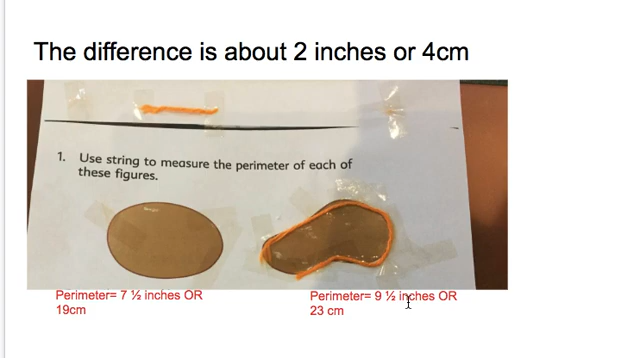 The difference is about 2 inches or 4cm
1. Use string to measure the perimeter of each of
these figures.
Perimeter= 7 ½ inches OR
19cm
Perimeter= 9 ½ inches OR
23 cm